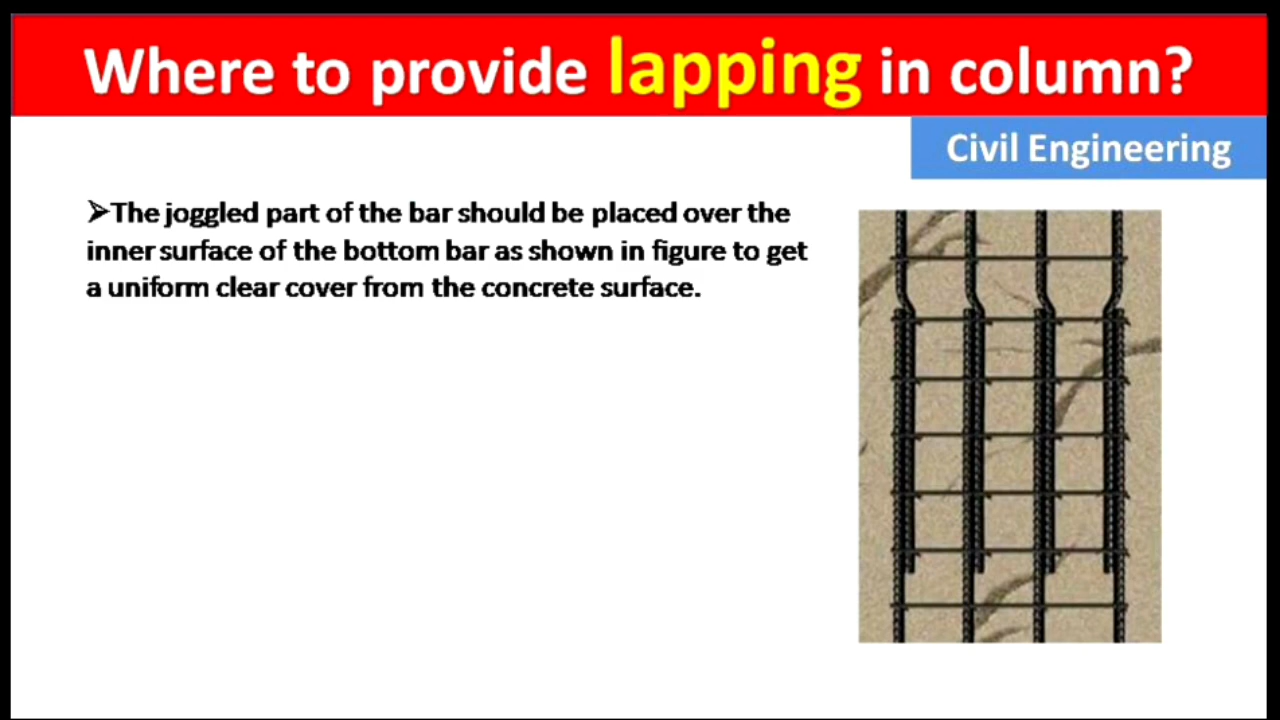 Where to provide lapping in column?
Civil Engineering
➢The joggled part of the bar should be placed over the
inner surface of the bottom bar as shown in figure to get
a uniform clear cover from the concrete surface.